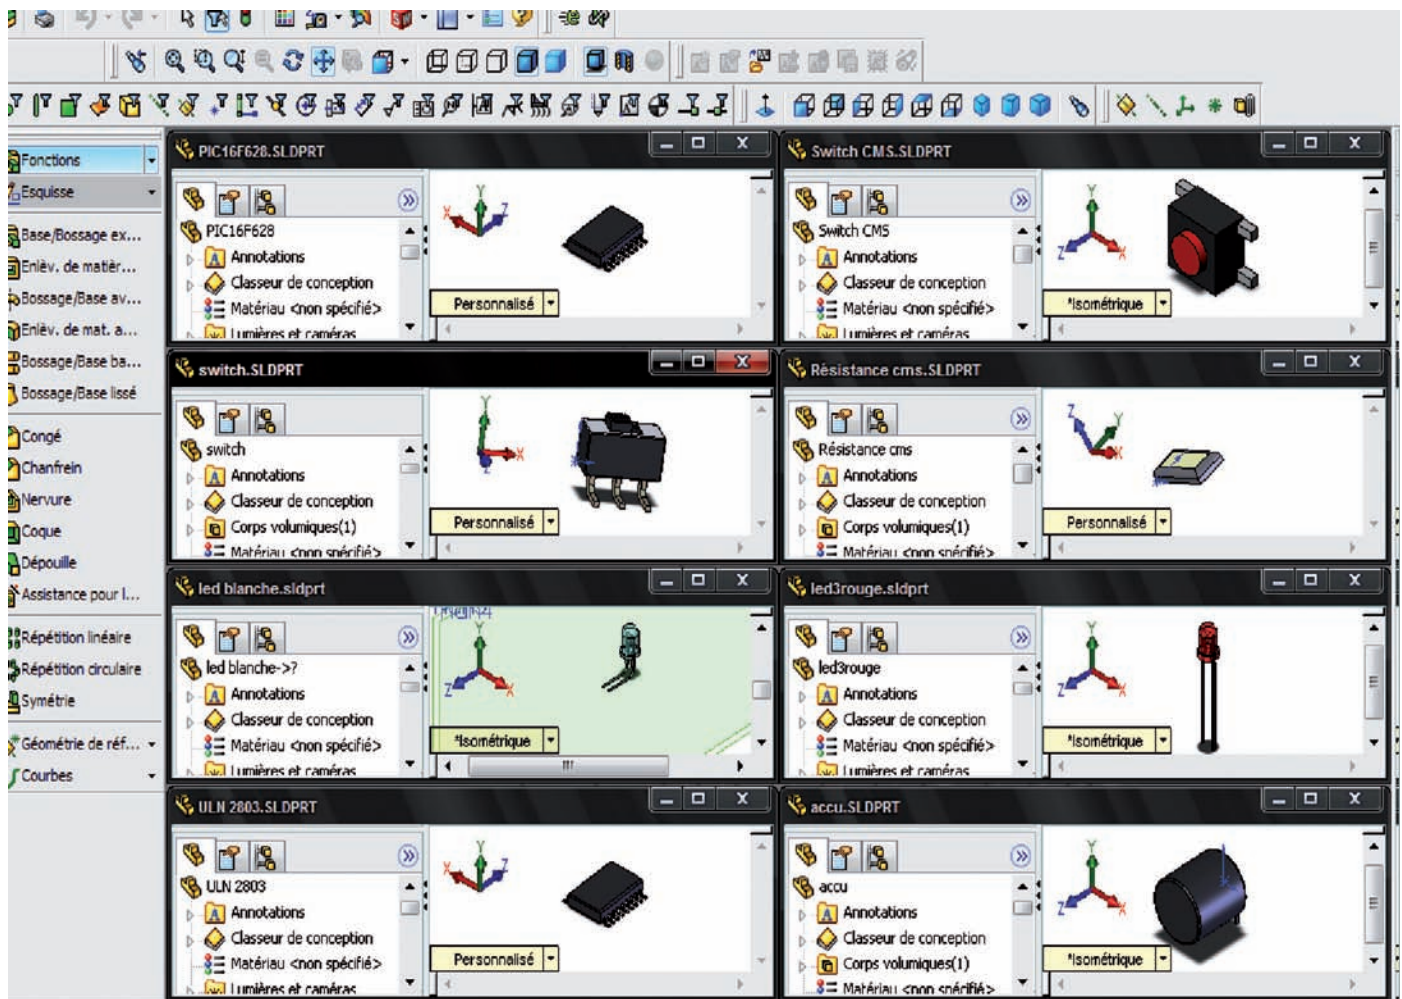 Fonctions
Esquisse
Base/Bossage ex...
Enlèv. de matièr...
Bossage/Base av...
Enlèv. de mat. a...
Bossage/Base ba...
Bossage/Base lissé
Congé
Chanfrein
Nervure
Coque
Dépouille
Assistance pour l...
Répétition linéaire
Répétition circulaire
Symétrie
Géométrie de réf...
Courbes
PIC16F628.SLDPRT
PIC16F628
Annotations
Classeur de conception
Matériau <non spécifié>
Lumières et caméras
Y
X
Z
Personnalisé
Switch CMS.SLDPRT
Switch CMS
Annotations
Classeur de conception
Matériau <non spécifié>
Lumières et caméras
Y
Z
X
*Isométrique
switch.SLDPRT
switch
Annotations
Classeur de conception
Corps volumiques(1)
Matériau <non spécifié>
Y
X
Z
Personnalisé
Résistance cms.SLDPRT
Résistance cms
Annotations
Classeur de conception
Corps volumiques(1)
Matériau <non spécifié>
Z
Y
X
Personnalisé
led blanche.sldprt
led blanche->?
Annotations
Classeur de conception
Matériau <non spécifié>
Lumières et caméras
Y
Z
X
*Isométrique
led3rouge.sldprt
led3rouge
Annotations
Classeur de conception
Matériau <non spécifié>
Lumières et caméras
Y
Z
X
*Isométrique
ULN 2803.SLDPRT
ULN 2803
Annotations
Classeur de conception
Matériau <non spécifié>
Lumières et caméras
Y
X
Z
Personnalisé
accu.SLDPRT
accu
Annotations
Classeur de conception
Corps volumiques(1)
Matériau <non spécifié>
Y
Z
X
*Isométrique